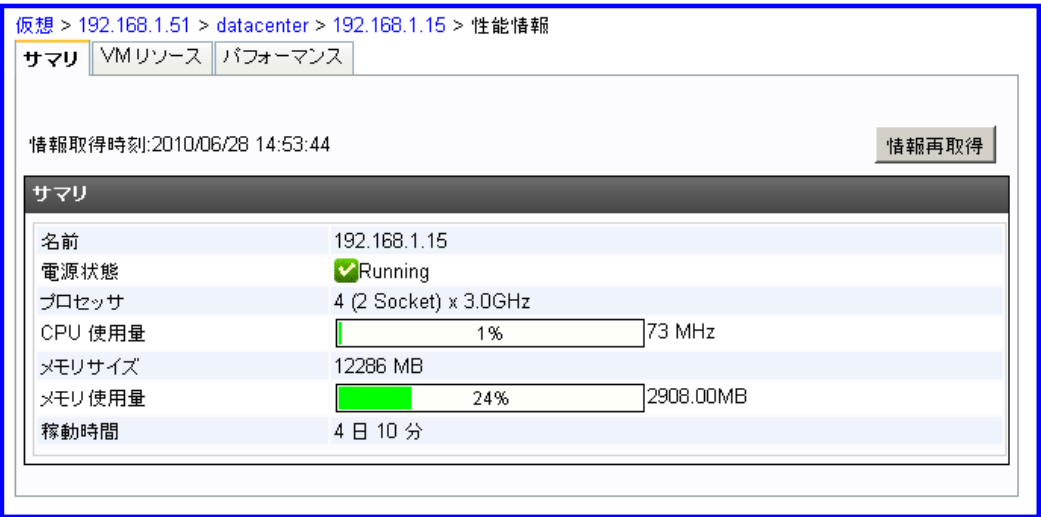 仮想 > 192.168.1.51 > datacenter > 192.168.1.15 > 性能情報
サマリ VMリソース パフォーマンス
情報取得時刻:2010/06/28 14:53:44 情報再取得
サマリ
名前 192.168.1.15
電源状態 Running
プロセッサ 4 (2 Socket) x 3.0GHz
CPU 使用量 1% 73 MHz
メモリサイズ 12286 MB
メモリ使用量 24% 2908.00MB
稼動時間 4 日 10 分